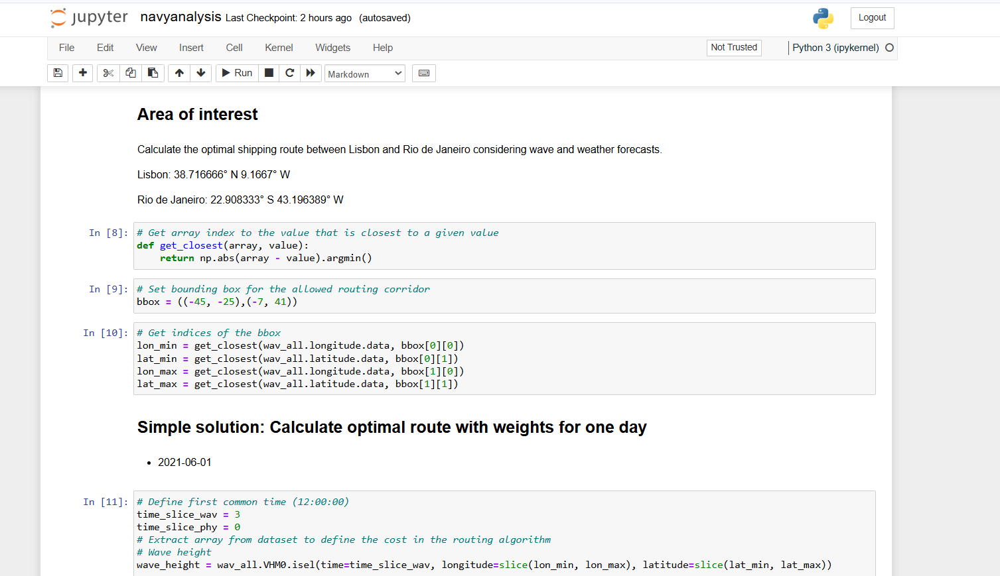 jupyter navyanalysis Last Checkpoint: 2 hours ago (autosaved) Logout
File Edit View Insert Cell Kernel Widgets Help Not Trusted Python 3 (ipykernel)
Run Markdown
Area of interest
Calculate the optimal shipping route between Lisbon and Rio de Janeiro considering wave and weather forecasts.
Lisbon: 38.716666° N 9.1667° W
Rio de Janeiro: 22.908333° S 43.196389° W
In [8]: # Get array index to the value that is closest to a given value
def get_closest(array, value):
    return np.abs(array - value).argmin()
In [9]: # Set bounding box for the allowed routing corridor
bbox = ((-45, -25),(-7, 41))
In [10]: # Get indices of the bbox
lon_min = get_closest(wav_all.longitude.data, bbox[0][0])
lat_min = get_closest(wav_all.latitude.data, bbox[0][1])
lon_max = get_closest(wav_all.longitude.data, bbox[1][0])
lat_max = get_closest(wav_all.latitude.data, bbox[1][1])
Simple solution: Calculate optimal route with weights for one day
• 2021-06-01
In [11]: # Define first common time (12:00:00)
time_slice_wav = 3
time_slice_phy = 0
# Extract array from dataset to define the cost in the routing algorithm
# Wave height
wave_height = wav_all.VHM0.isel(time=time_slice_wav, longitude=slice(lon_min, lon_max), latitude=slice(lat_min, lat_max))